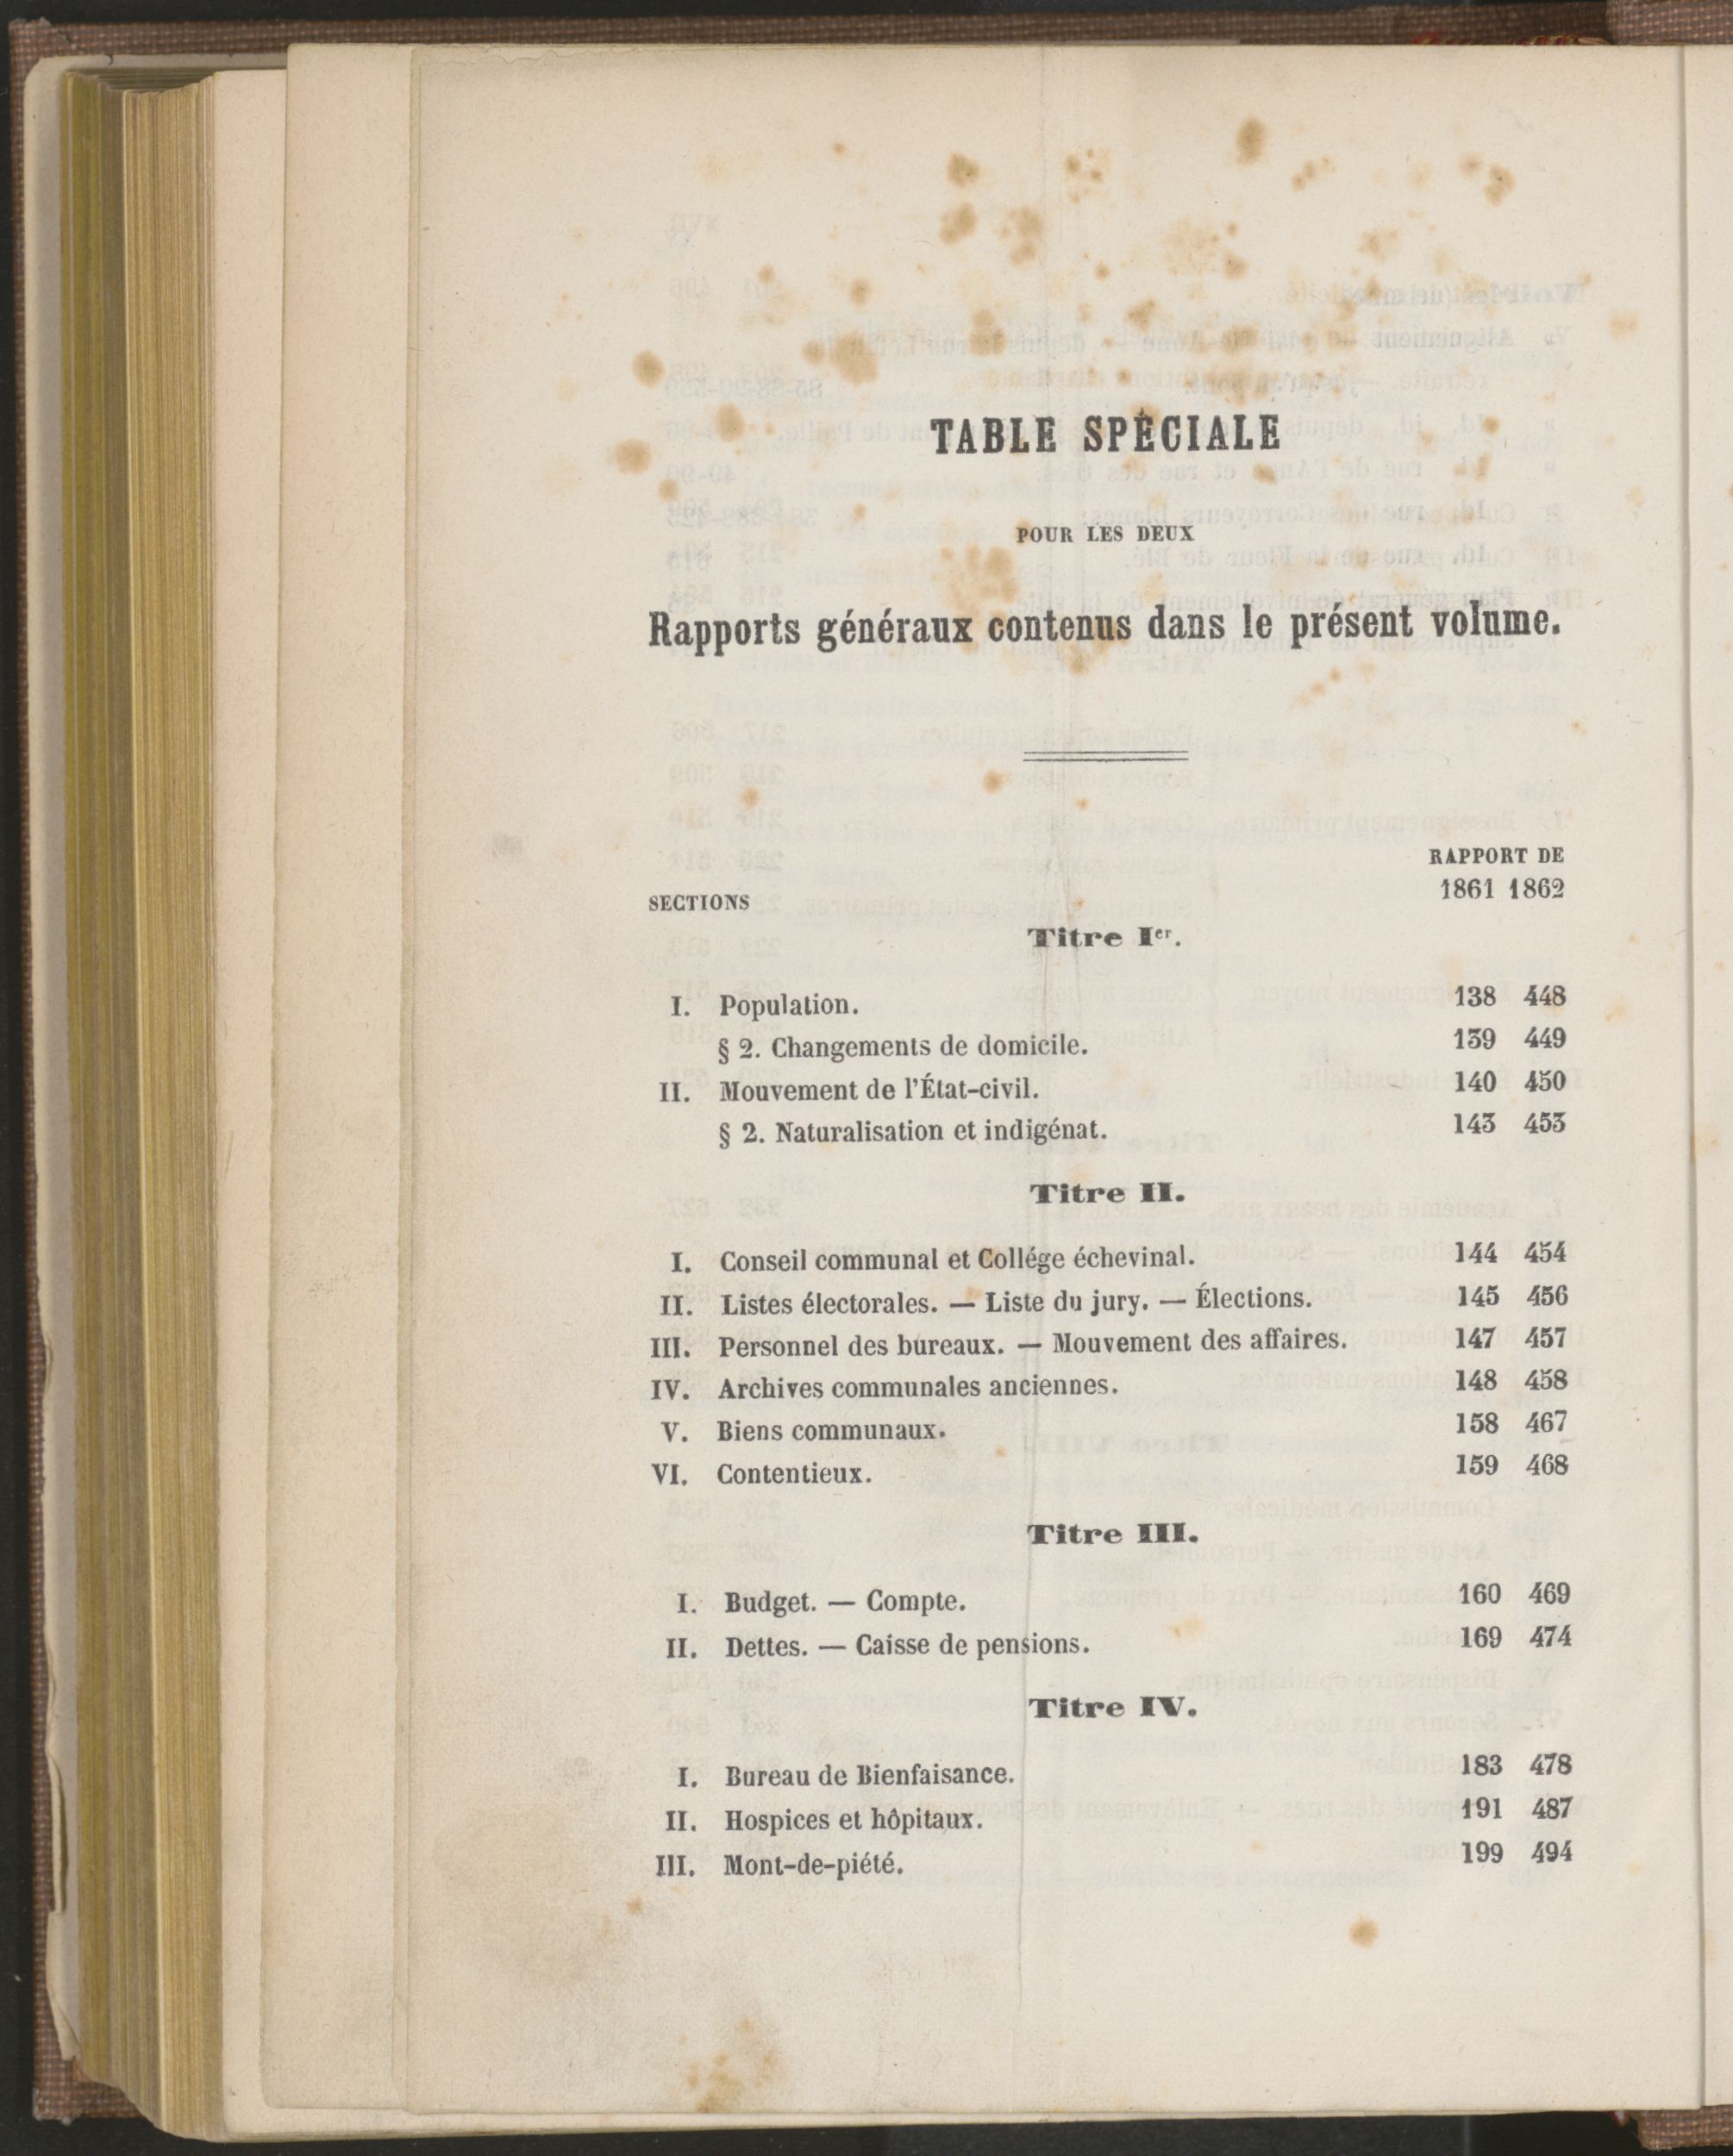 TABLE SPÉCIALE
POUR LES DEUX
Rapports généraux contenus dans le présent volume.
RAPPORT DE
SECTIONS 1861 1862
Titre Ier.
I. Population. 138 448
§ 2. Changements de domicile. 139 449
II. Mouvement de l'État-civil. 140 450
§ 2. Naturalisation et indigénat. 143 453
Titre II.
I. Conseil communal et Collége échevinal. 144 454
II. Listes électorales. — Liste du jury. — Élections. 145 456
III. Personnel des bureaux. — Mouvement des affaires. 147 457
IV. Archives communales anciennes. 148 458
V. Biens communaux. 158 467
VI. Contentieux. 159 468
Titre III.
I. Budget. — Compte. 160 469
II. Dettes. — Caisse de pensions. 169 474
Titre IV.
I. Bureau de Bienfaisance. 183 478
II. Hospices et hôpitaux. 191 487
III. Mont-de-piété. 199 494